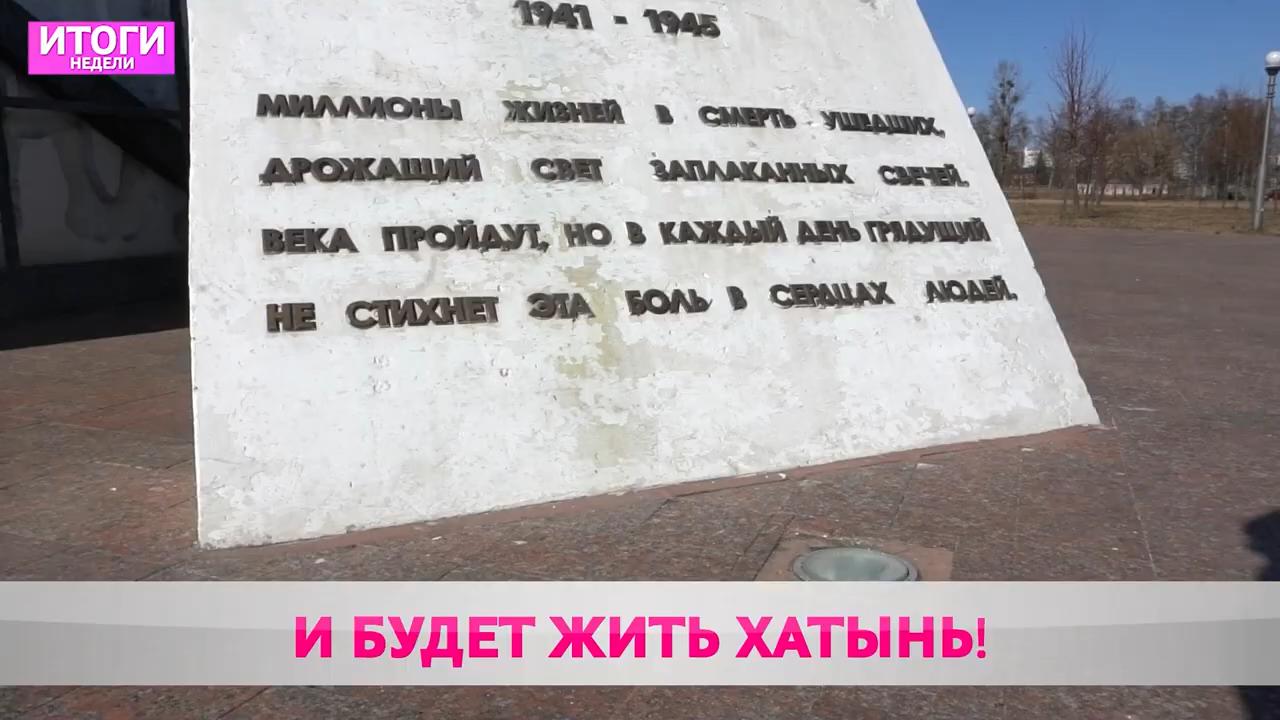 ИТОГИ
НЕДЕЛИ
1941 - 1945
МИЛЛИОНЫ ЖИЗНЕЙ В СМЕРТЬ УШЕДШИХ,
ДРОЖАЩИЙ СВЕТ ЗАПЛАКАННЫХ СВЕЧЕЙ.
ВЕКА ПРОЙДУТ, НО В КАЖДЫЙ ДЕНЬ ГРЯДУЩИЙ
НЕ СТИХНЕТ ЭТА БОЛЬ В СЕРДЦАХ ЛЮДЕЙ.
И БУДЕТ ЖИТЬ ХАТЫНЬ!